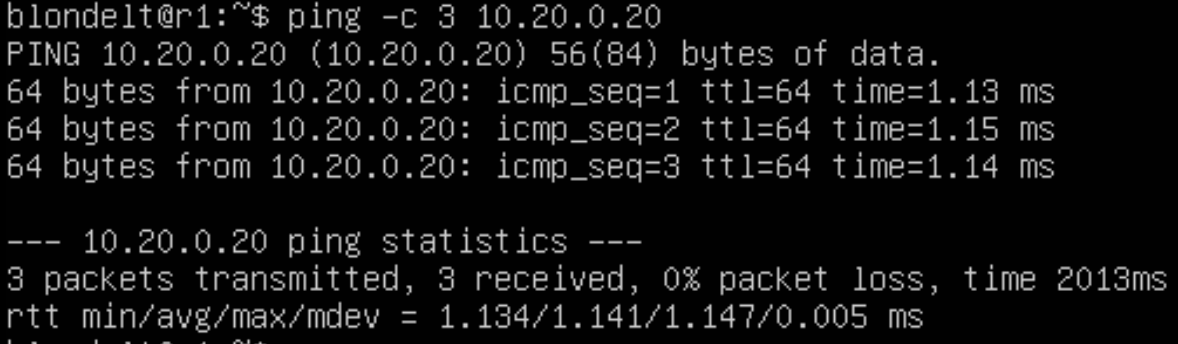 blondelt@r1:~$ ping -c 3 10.20.0.20
PING 10.20.0.20 (10.20.0.20) 56(84) bytes of data.
64 bytes from 10.20.0.20: icmp_seq=1 ttl=64 time=1.13 ms
64 bytes from 10.20.0.20: icmp_seq=2 ttl=64 time=1.15 ms
64 bytes from 10.20.0.20: icmp_seq=3 ttl=64 time=1.14 ms
--- 10.20.0.20 ping statistics ---
3 packets transmitted, 3 received, 0% packet loss, time 2013ms
rtt min/avg/max/mdev = 1.134/1.141/1.147/0.005 ms